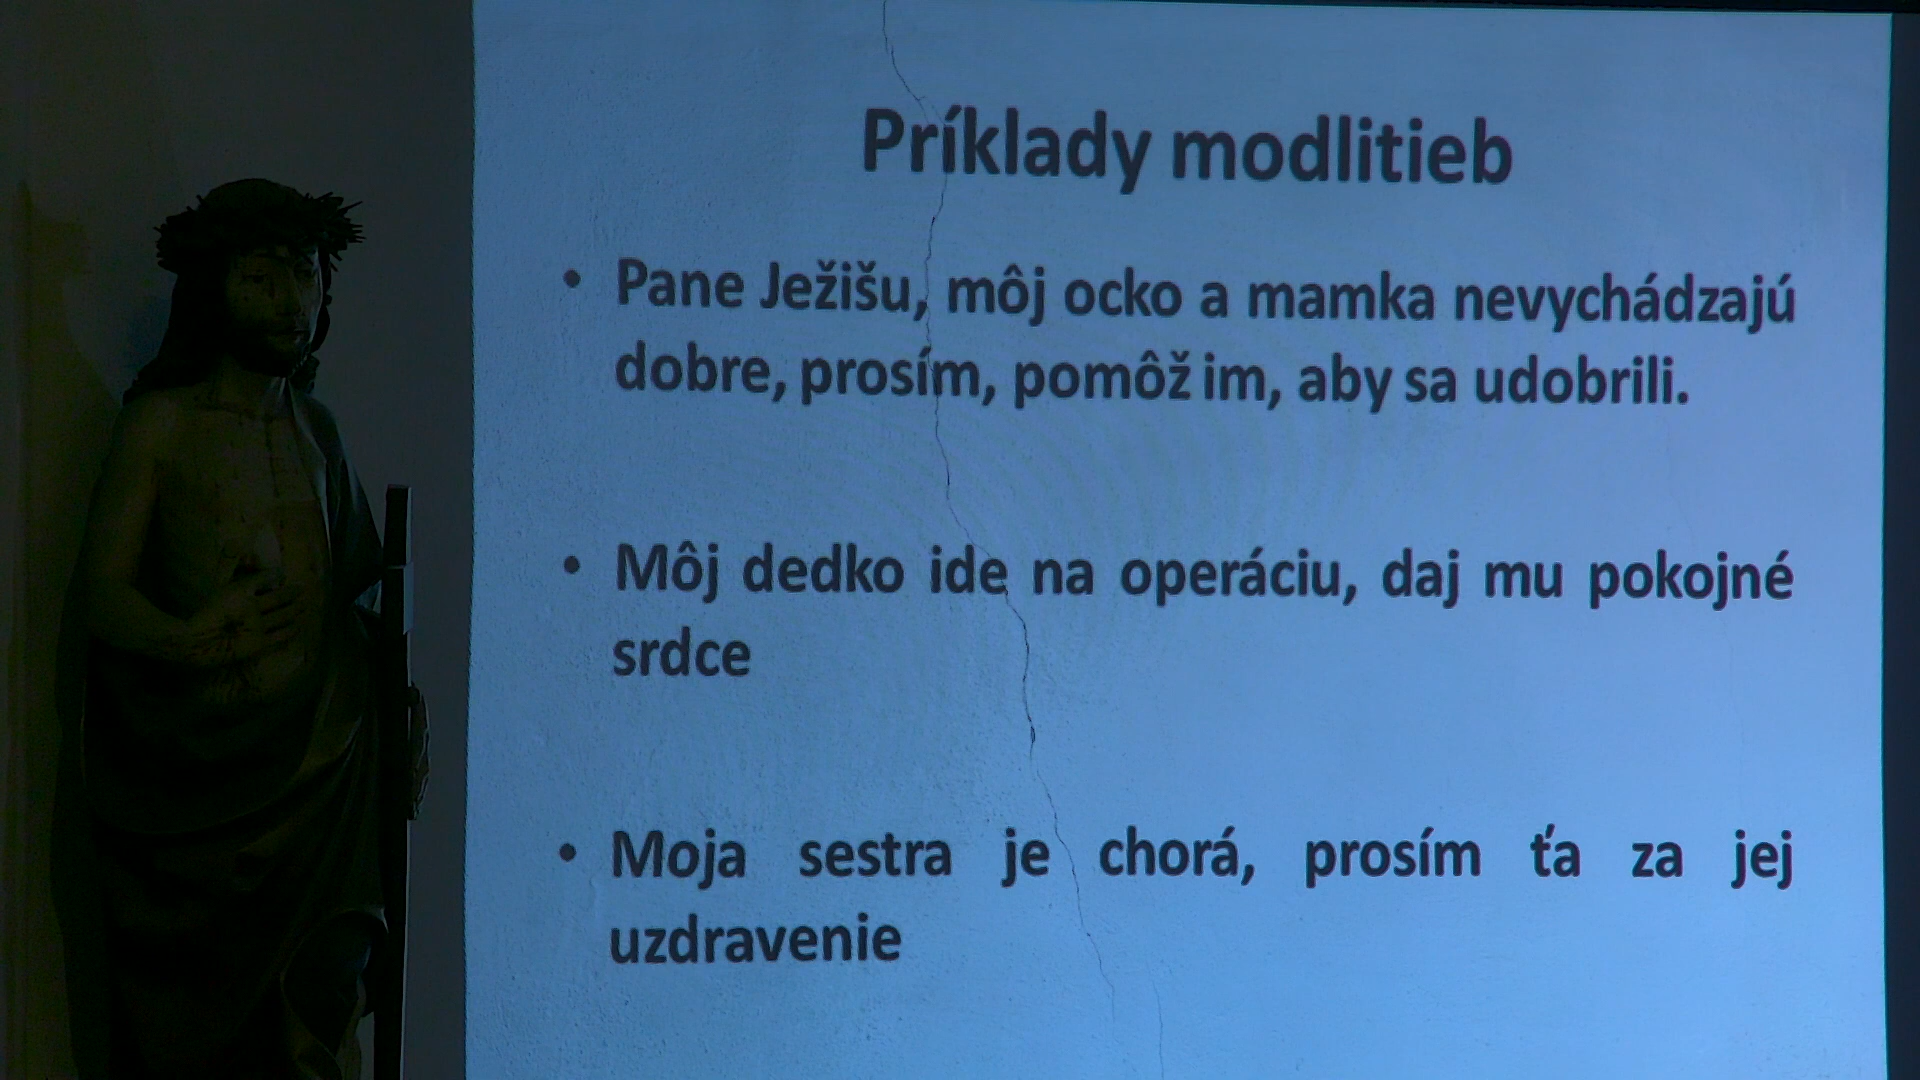 Príklady modlitieb
• Pane Ježišu, môj ocko a mamka nevychádzajú
dobre, prosím, pomôž im, aby sa udobrili.
• Môj dedko ide na operáciu, daj mu pokojné
srdce
• Moja sestra je chorá, prosím ťa za jej
uzdravenie